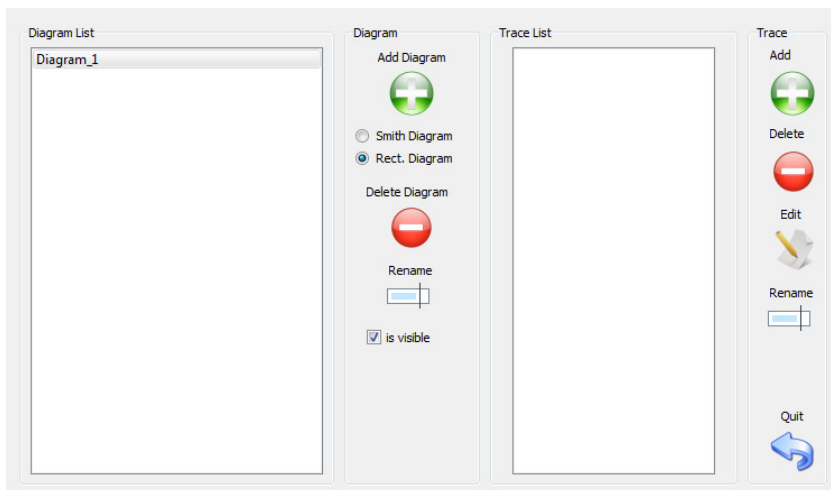 Diagram List
Diagram_1
Diagram
Add Diagram
Smith Diagram
Rect. Diagram
Delete Diagram
Rename
is visible
Trace List
Trace
Add
Delete
Edit
Rename
Quit